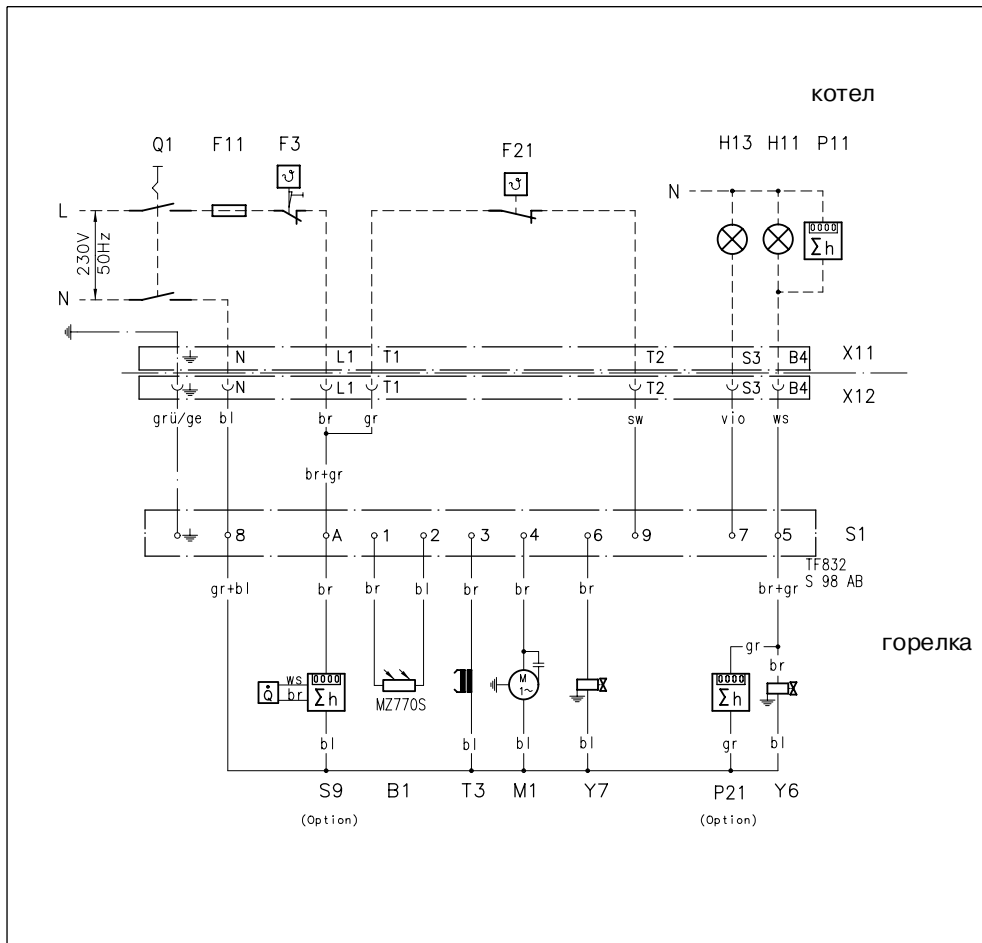 котел
Q1 F11 F3 F21 H13 H11 P11
ϑ ϑ
L N
230V
50Hz
0000
Σh
N
N L1 T1 T2 S3 B4 X11
N L1 T1 T2 S3 B4 X12
grü/ge bl br gr sw vio ws
br+gr
8 A 1 2 3 4 6 9 7 5 S1
TF832
S 98 AB
gr+bl br br bl br br br br+gr
горелка
gr
br
Q̇ ws
br
0000
Σh
MZ770S
M
1~
0000
Σh
bl bl bl bl gr bl
S9 B1 T3 M1 Y7 P21 Y6
(Option) (Option)